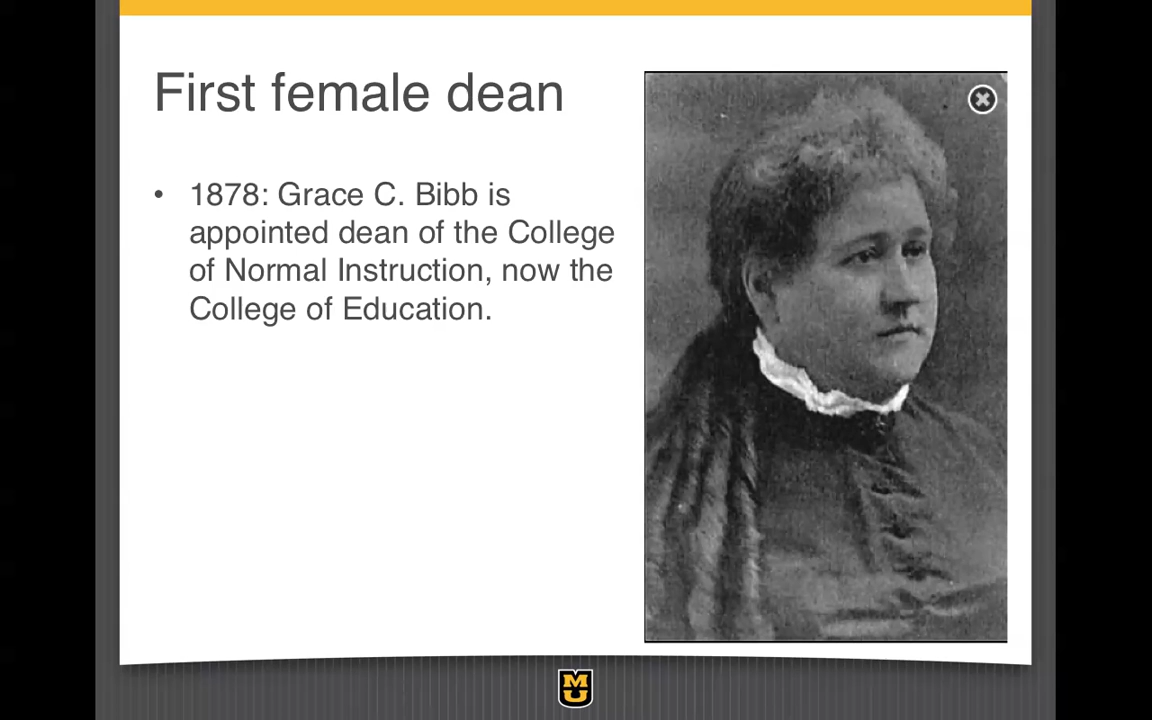 First female dean
• 1878: Grace C. Bibb is
appointed dean of the College
of Normal Instruction, now the
College of Education.
MU